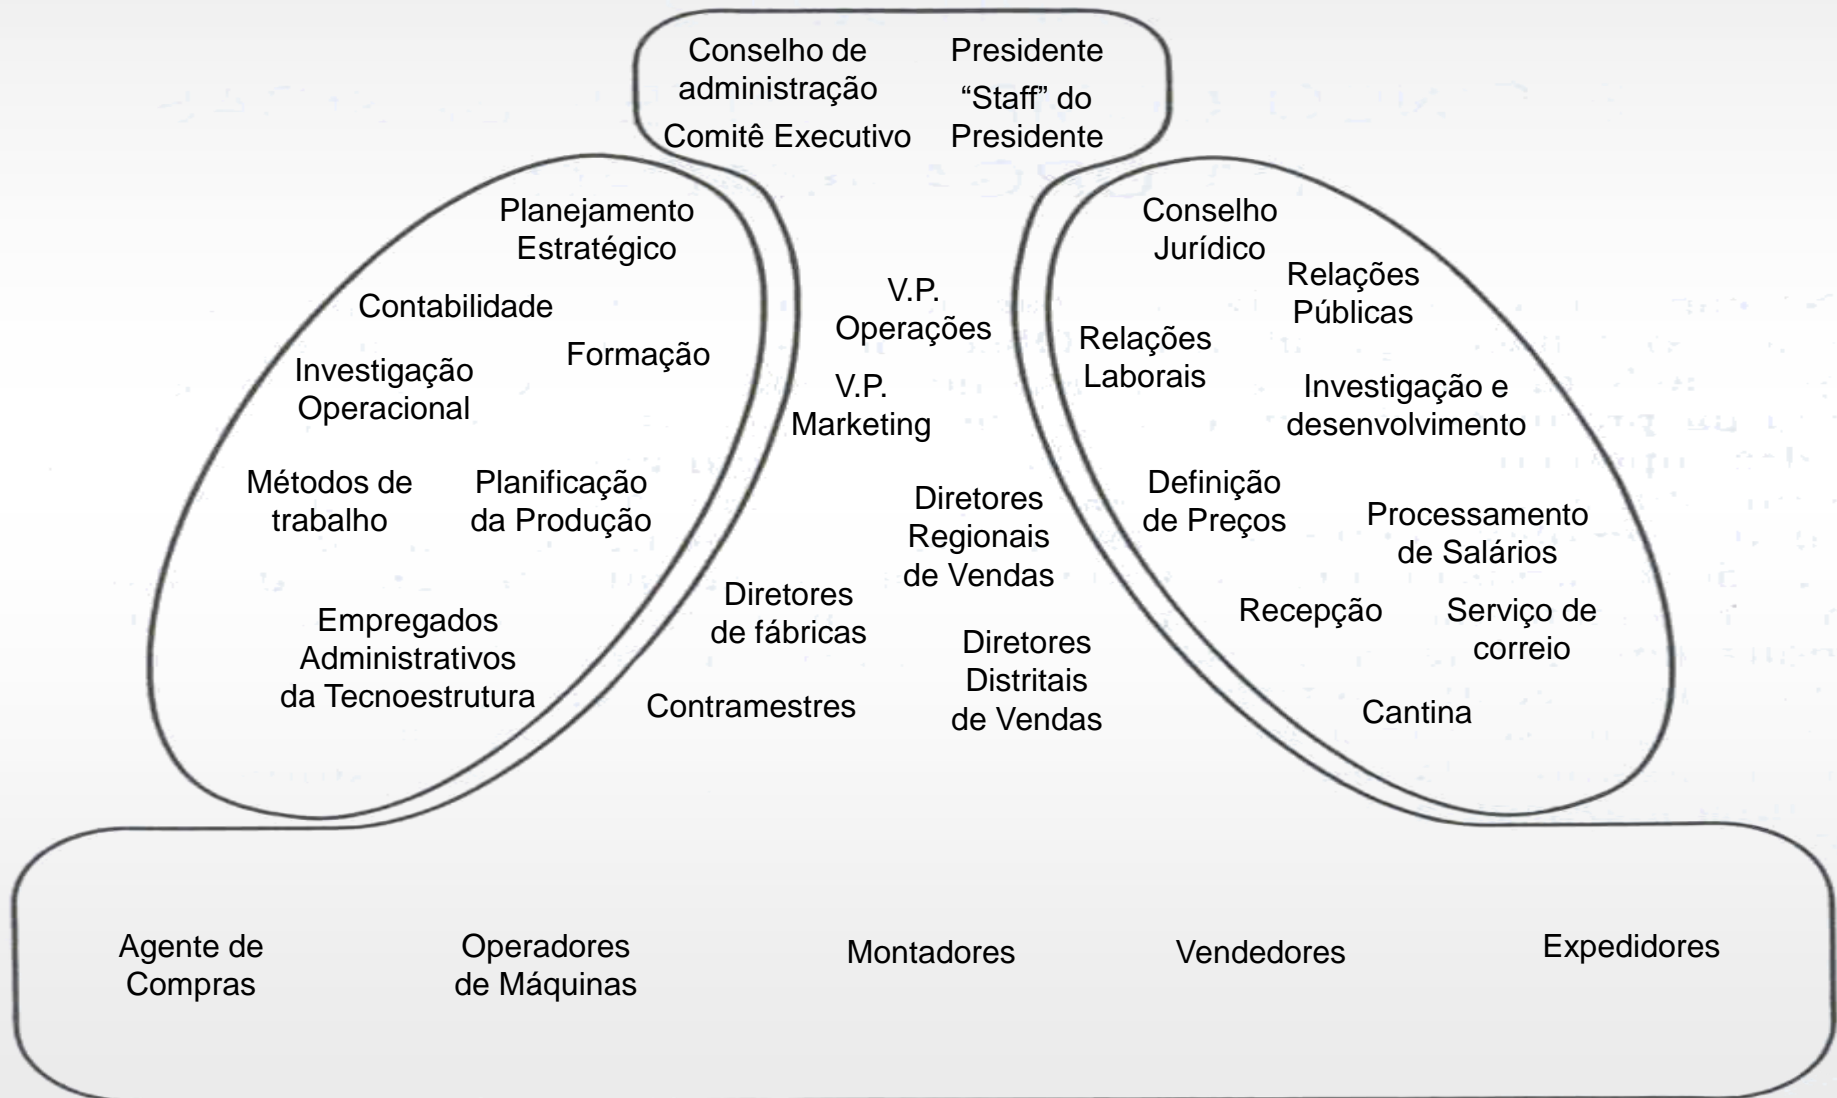 Conselho de
administração
Comitê Executivo
Presidente
“Staff” do
Presidente
Planejamento
Estratégico
Contabilidade
Formação
Investigação
Operacional
Métodos de
trabalho
Planificação
da Produção
Empregados
Administrativos
da Tecnoestrutura
V.P.
Operações
V.P.
Marketing
Diretores
Regionais
de Vendas
Diretores
de fábricas
Diretores
Distritais
de Vendas
Contramestres
Conselho
Jurídico
Relações
Públicas
Relações
Laborais
Investigação e
desenvolvimento
Definição
de Preços
Processamento
de Salários
Recepção
Serviço de
correio
Cantina
Agente de
Compras
Operadores
de Máquinas
Montadores
Vendedores
Expedidores